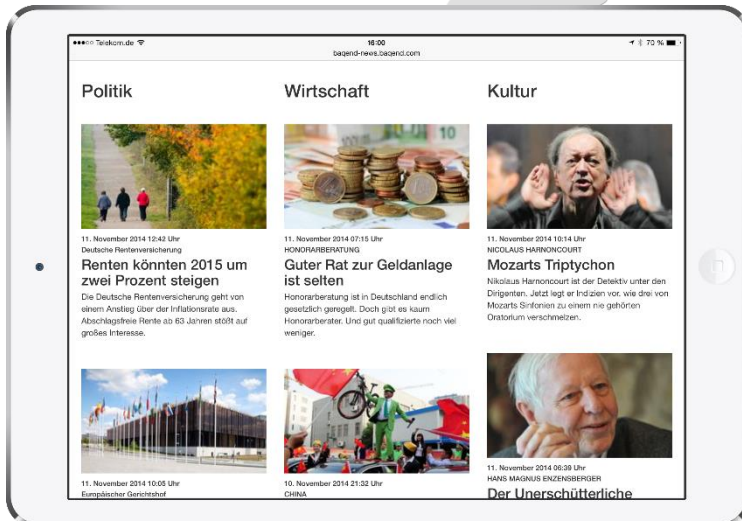 Telekom.de
16:00
70 %
baqend-news.baqend.com
Politik
Wirtschaft
Kultur
11. November 2014 12:42 Uhr
Deutsche Rentenversicherung
Renten könnten 2015 um
zwei Prozent steigen
Die Deutsche Rentenversicherung geht von
einem Anstieg über der Inflationsrate aus.
Abschlagsfreie Rente ab 63 Jahren stößt auf
großes Interesse.
11. November 2014 10:05 Uhr
Europäischer Gerichtshof
10
11. November 2014 07:15 Uhr
HONORARBERATUNG
Guter Rat zur Geldanlage
ist selten
Honorarberatung ist in Deutschland endlich
gesetzlich geregelt. Doch gibt es kaum
Honorarberater. Und gut qualifizierte noch viel
weniger.
10. November 2014 21:32 Uhr
CHINA
11. November 2014 10:14 Uhr
NICOLAUS HARNONCOURT
Mozarts Triptychon
Nikolaus Harnoncourt ist der Detektiv unter den
Dirigenten. Jetzt legt er Indizien vor, wie drei von
Mozarts Sinfonien zu einem nie gehörten
Oratorium verschmelzen.
11. November 2014 06:39 Uhr
HANS MAGNUS ENZENSBERGER
Der Unerschütterliche